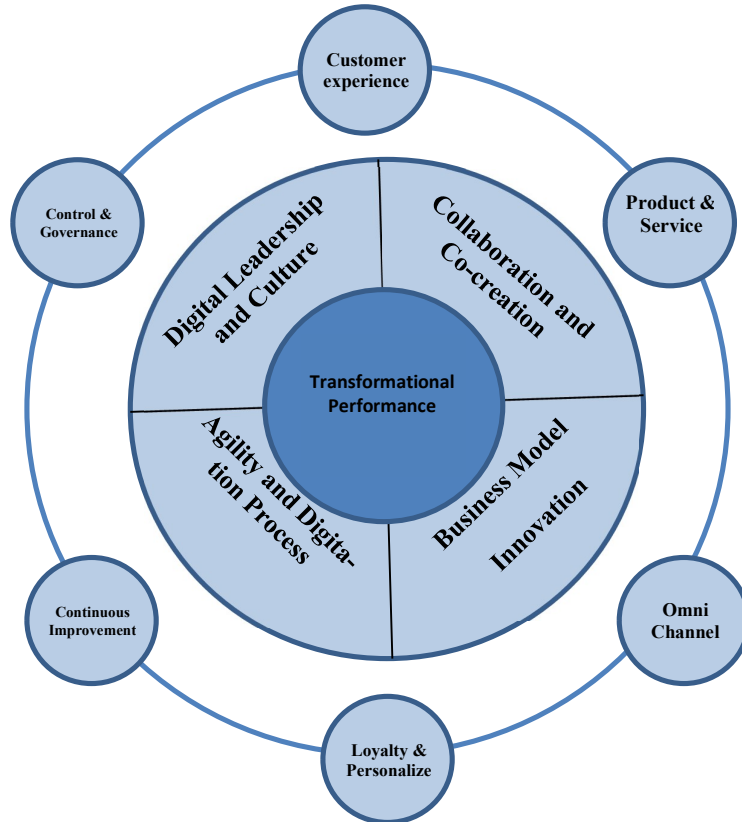 Customer
experience
Control &
Governance
Product &
Service
Digital Leadership
and Culture
Collaboration and
Co-creation
Transformational
Performance
Agility and Digita-
tion Process
Business Model
Innovation
Continuous
Improvement
Omni
Channel
Loyalty &
Personalize